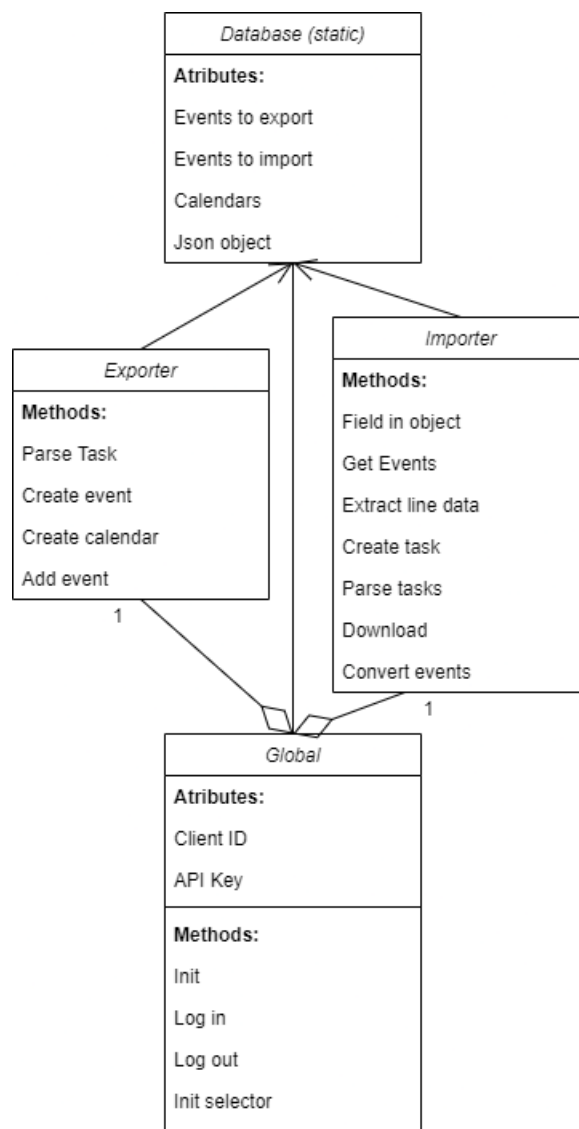 Database (static)
Atributes:
Events to export
Events to import
Calendars
Json object
Exporter
Methods:
Parse Task
Create event
Create calendar
Add event
1
Importer
Methods:
Field in object
Get Events
Extract line data
Create task
Parse tasks
Download
Convert events
1
Global
Atributes:
Client ID
API Key
Methods:
Init
Log in
Log out
Init selector